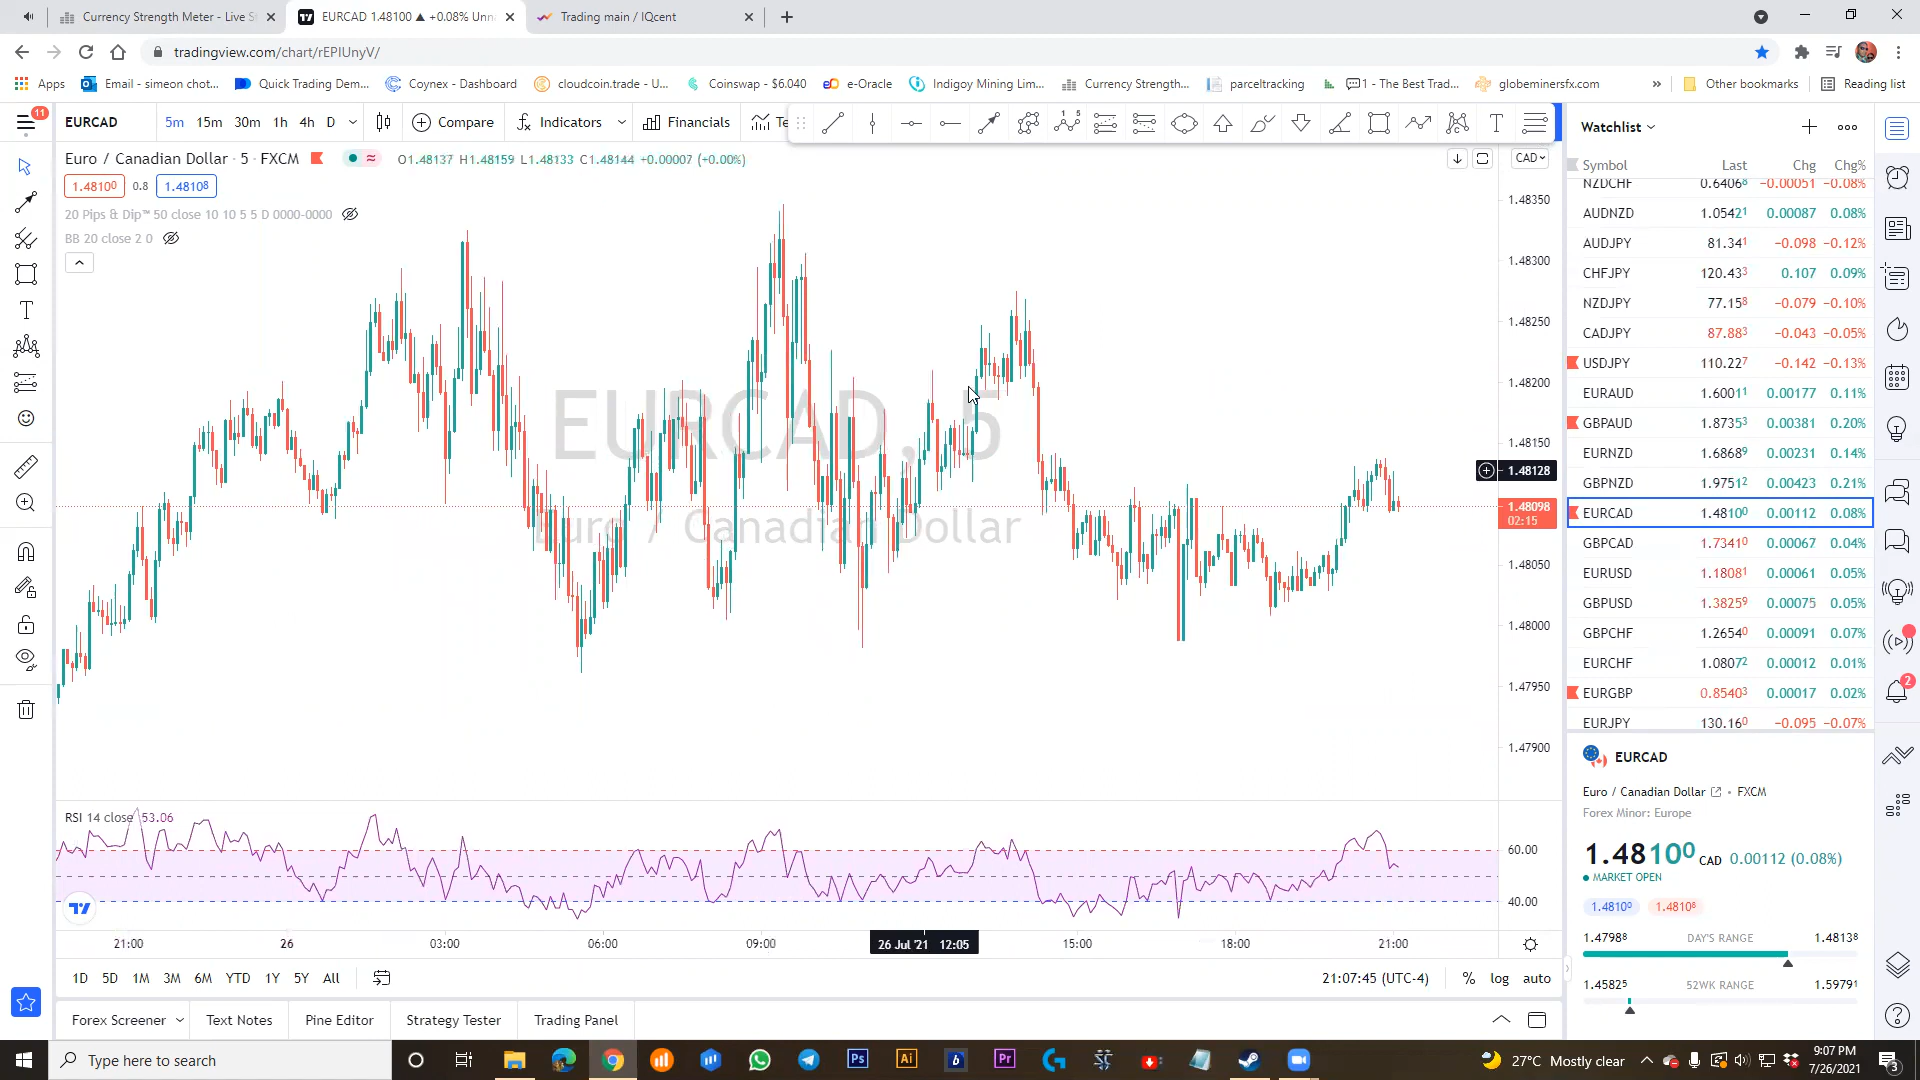 Currency Strength Meter - Live S
EURCAD 1.48100 ▲ +0.08% Unn
Trading main / IQcent
tradingview.com/chart/rEPIUnyV/
Apps
Email - simeon chot...
Quick Trading Dem...
Coynex - Dashboard
cloudcoin.trade - U...
Coinswap - $6.040
e-Oracle
Indigoy Mining Lim...
Currency Strength...
parceltracking
1 - The Best Trad...
globeminersfx.com
» Other bookmarks
Reading list
11
EURCAD 5m 15m 30m 1h 4h D
Compare
Indicators
Financials
Te
Euro / Canadian Dollar · 5 · FXCM
O1.48137 H1.48159 L1.48133 C1.48144 +0.00007 (+0.00%)
CAD
1.48100 0.8 1.48108
20 Pips & Dip™ 50 close 10 10 5 5 D 0000-0000
BB 20 close 2 0
EURCAD, 5
Euro / Canadian Dollar
1.48350
1.48300
1.48250
1.48200
1.48150
1.48128
1.48098
02:15
1.48050
1.48000
1.47950
1.47900
RSI 14 close 53.06
60.00
40.00
21:00 26 03:00 06:00 09:00 26 Jul '21 12:05 15:00 18:00 21:00
1D 5D 1M 3M 6M YTD 1Y 5Y All
21:07:45 (UTC-4) % log auto
Forex Screener
Text Notes
Pine Editor
Strategy Tester
Trading Panel
Watchlist
Symbol Last Chg Chg%
NZDCHF 0.64068 −0.00051 −0.08%
AUDNZD 1.05421 0.00087 0.08%
AUDJPY 81.341 −0.098 −0.12%
CHFJPY 120.433 0.107 0.09%
NZDJPY 77.158 −0.079 −0.10%
CADJPY 87.883 −0.043 −0.05%
USDJPY 110.227 −0.142 −0.13%
EURAUD 1.60011 0.00177 0.11%
GBPAUD 1.87353 0.00381 0.20%
EURNZD 1.68689 0.00231 0.14%
GBPNZD 1.97512 0.00423 0.21%
EURCAD 1.48100 0.00112 0.08%
GBPCAD 1.73410 0.00067 0.04%
EURUSD 1.18081 0.00061 0.05%
GBPUSD 1.38259 0.00075 0.05%
GBPCHF 1.26540 0.00091 0.07%
EURCHF 1.08072 0.00012 0.01%
EURGBP 0.85403 0.00017 0.02%
EURJPY 130.160 −0.095 −0.07%
2
EURCAD
Euro / Canadian Dollar • FXCM
Forex Minor: Europe
1.48100 CAD 0.00112 (0.08%)
● MARKET OPEN
1.48100 1.48108
1.47988 DAY'S RANGE 1.48138
1.45825 52WK RANGE 1.59791
Type here to search
27°C Mostly clear
9:07 PM
7/26/2021
3